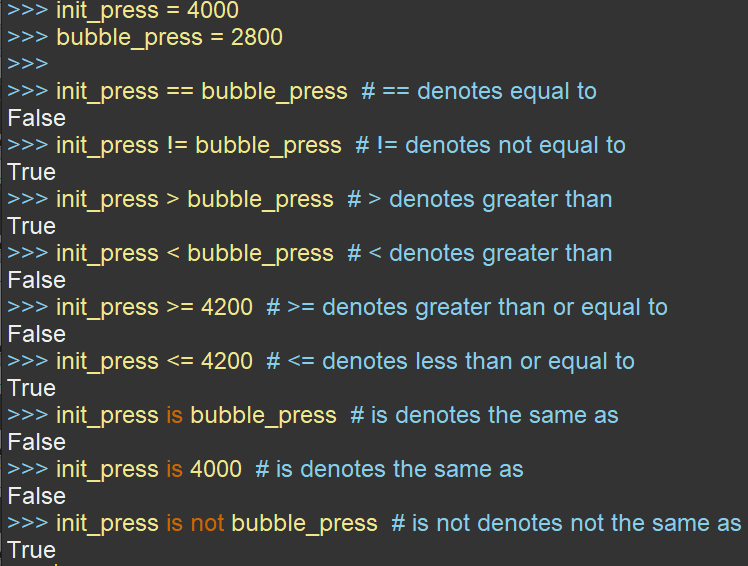 >>> init_press = 4000
>>> bubble_press = 2800
>>>
>>> init_press == bubble_press  # == denotes equal to
False
>>> init_press != bubble_press  # != denotes not equal to
True
>>> init_press > bubble_press  # > denotes greater than
True
>>> init_press < bubble_press  # < denotes greater than
False
>>> init_press >= 4200  # >= denotes greater than or equal to
False
>>> init_press <= 4200  # <= denotes less than or equal to
True
>>> init_press is bubble_press  # is denotes the same as
False
>>> init_press is 4000  # is denotes the same as
False
>>> init_press is not bubble_press  # is not denotes not the same as
True